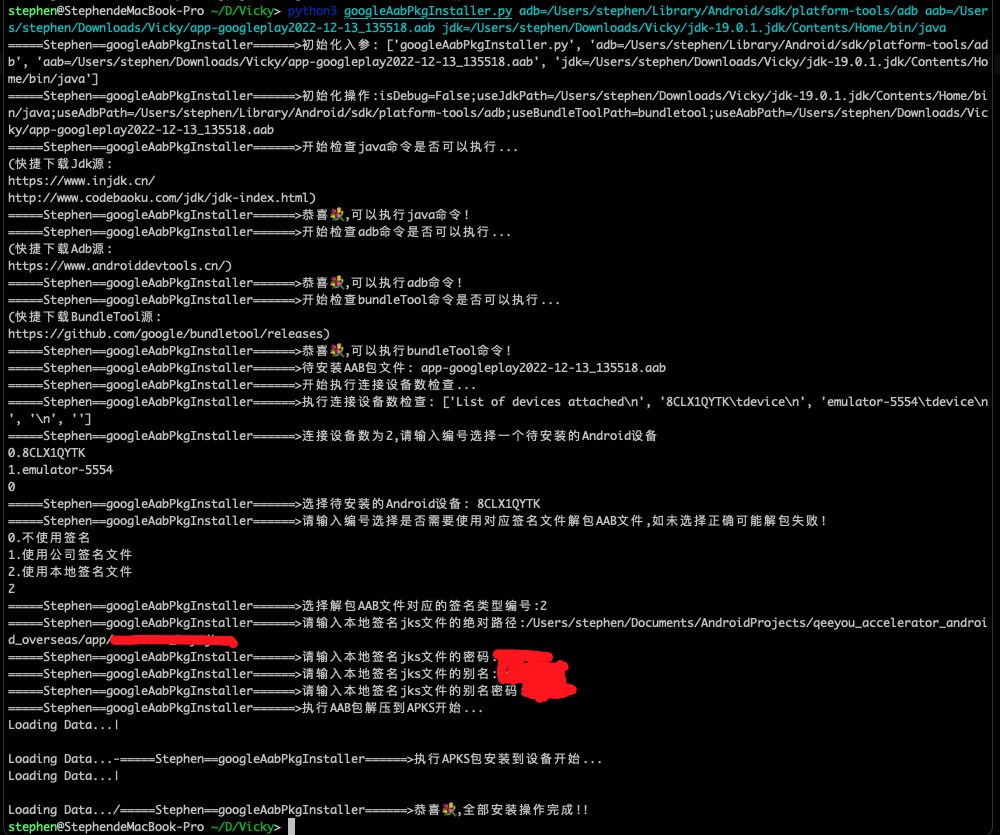 stephen@StephendeMacBook-Pro ~/D/Vicky> python3 googleAabPkgInstaller.py adb=/Users/stephen/Library/Android/sdk/platform-tools/adb aab=/User
s/stephen/Downloads/Vicky/app-googleplay2022-12-13_135518.aab jdk=/Users/stephen/Downloads/Vicky/jdk-19.0.1.jdk/Contents/Home/bin/java
=====Stephen==googleAabPkgInstaller======>初始化入参: ['googleAabPkgInstaller.py', 'adb=/Users/stephen/Library/Android/sdk/platform-tools/ad
b', 'aab=/Users/stephen/Downloads/Vicky/app-googleplay2022-12-13_135518.aab', 'jdk=/Users/stephen/Downloads/Vicky/jdk-19.0.1.jdk/Contents/Ho
me/bin/java']
=====Stephen==googleAabPkgInstaller======>初始化操作:isDebug=False;useJdkPath=/Users/stephen/Downloads/Vicky/jdk-19.0.1.jdk/Contents/Home/bi
n/java;useAdbPath=/Users/stephen/Library/Android/sdk/platform-tools/adb;useBundleToolPath=bundletool;useAabPath=/Users/stephen/Downloads/Vic
ky/app-googleplay2022-12-13_135518.aab
=====Stephen==googleAabPkgInstaller======>开始检查java命令是否可以执行...
(快捷下载Jdk源:
https://www.injdk.cn/
http://www.codebaoku.com/jdk/jdk-index.html)
=====Stephen==googleAabPkgInstaller======>恭喜💐,可以执行java命令!
=====Stephen==googleAabPkgInstaller======>开始检查adb命令是否可以执行...
(快捷下载Adb源:
https://www.androiddevtools.cn/)
=====Stephen==googleAabPkgInstaller======>恭喜💐,可以执行adb命令!
=====Stephen==googleAabPkgInstaller======>开始检查bundleTool命令是否可以执行...
(快捷下载BundleTool源:
https://github.com/google/bundletool/releases)
=====Stephen==googleAabPkgInstaller======>恭喜💐,可以执行bundleTool命令!
=====Stephen==googleAabPkgInstaller======>待安装AAB包文件: app-googleplay2022-12-13_135518.aab
=====Stephen==googleAabPkgInstaller======>开始执行连接设备数检查...
=====Stephen==googleAabPkgInstaller======>执行连接设备数检查: ['List of devices attached\n', '8CLX1QYTK\tdevice\n', 'emulator-5554\tdevice\n
', '\n', '']
=====Stephen==googleAabPkgInstaller======>连接设备数为2,请输入编号选择一个待安装的Android设备
0.8CLX1QYTK
1.emulator-5554
0
=====Stephen==googleAabPkgInstaller======>选择待安装的Android设备: 8CLX1QYTK
=====Stephen==googleAabPkgInstaller======>请输入编号选择是否需要使用对应签名文件解包AAB文件,如未选择正确可能解包失败!
0.不使用签名
1.使用公司签名文件
2.使用本地签名文件
2
=====Stephen==googleAabPkgInstaller======>选择解包AAB文件对应的签名类型编号:2
=====Stephen==googleAabPkgInstaller======>请输入本地签名jks文件的绝对路径:/Users/stephen/Documents/AndroidProjects/qeeyou_accelerator_androi
d_overseas/app/
=====Stephen==googleAabPkgInstaller======>请输入本地签名jks文件的密码:
=====Stephen==googleAabPkgInstaller======>请输入本地签名jks文件的别名:
=====Stephen==googleAabPkgInstaller======>请输入本地签名jks文件的别名密码:
=====Stephen==googleAabPkgInstaller======>执行AAB包解压到APKS开始...
Loading Data...|
Loading Data...-=====Stephen==googleAabPkgInstaller======>执行APKS包安装到设备开始...
Loading Data...|
Loading Data.../=====Stephen==googleAabPkgInstaller======>恭喜💐,全部安装操作完成!!
stephen@StephendeMacBook-Pro ~/D/Vicky>